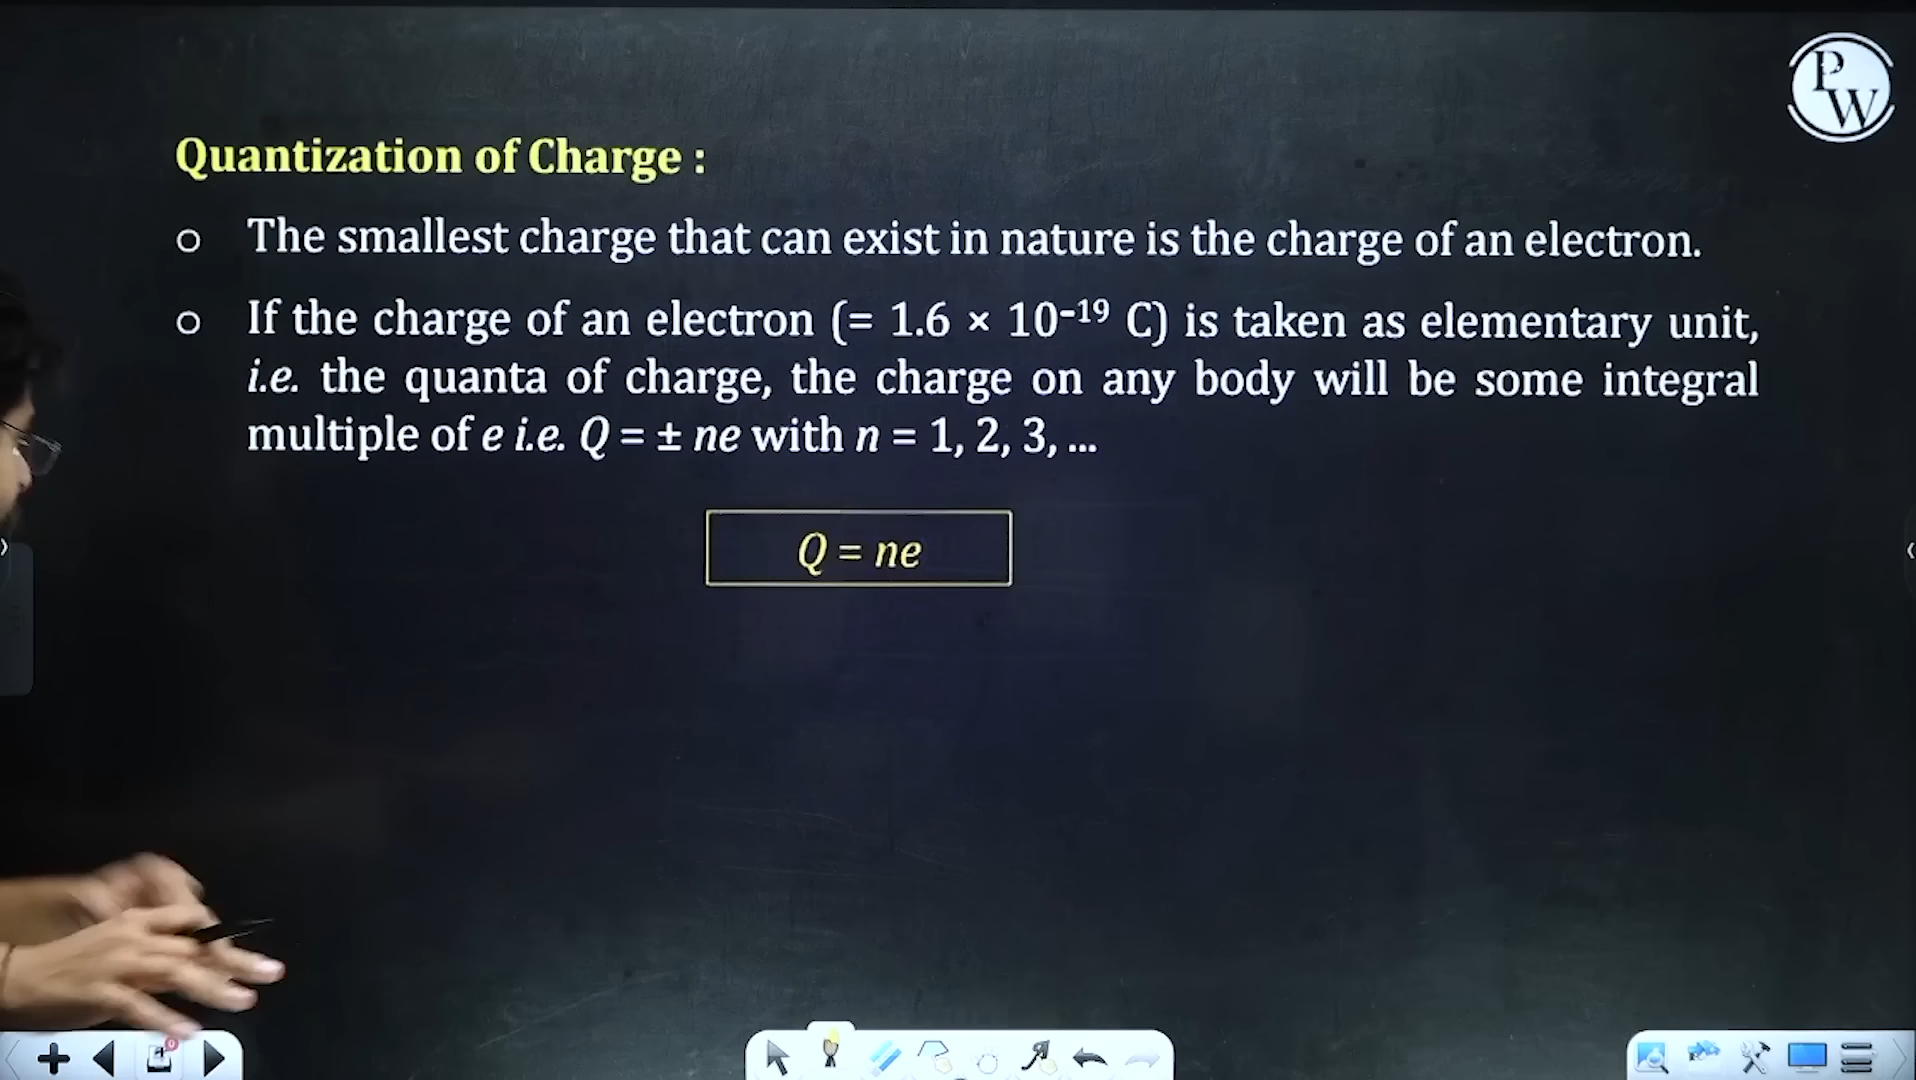 PW
Quantization of Charge :
○ The smallest charge that can exist in nature is the charge of an electron.
○ If the charge of an electron (= 1.6 × 10⁻¹⁹ C) is taken as elementary unit,
i.e. the quanta of charge, the charge on any body will be some integral
multiple of e i.e. Q = ± ne with n = 1, 2, 3, ...
Q = ne